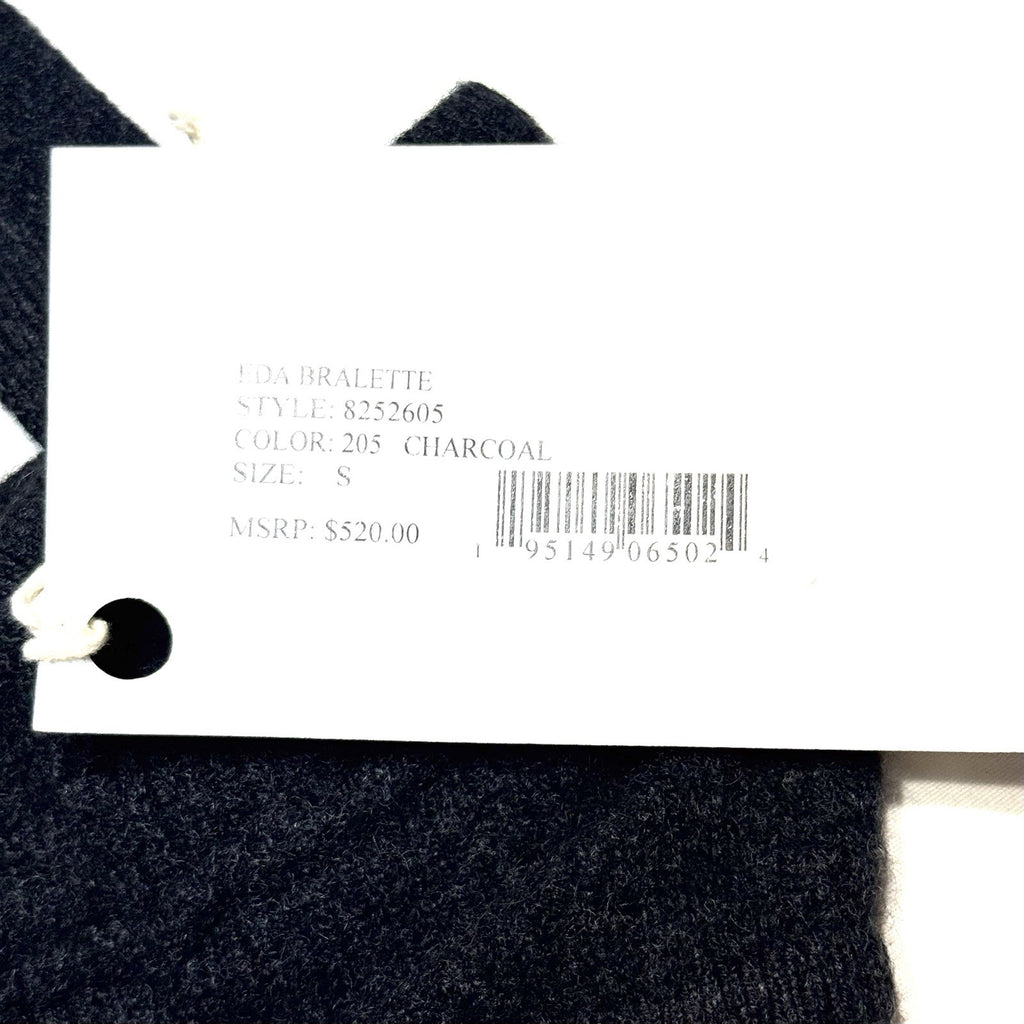 EDA BRALETTE
STYLE: 8252605
COLOR: 205 CHARCOAL
SIZE: S
MSRP: $520.00
1 95149 06502 4